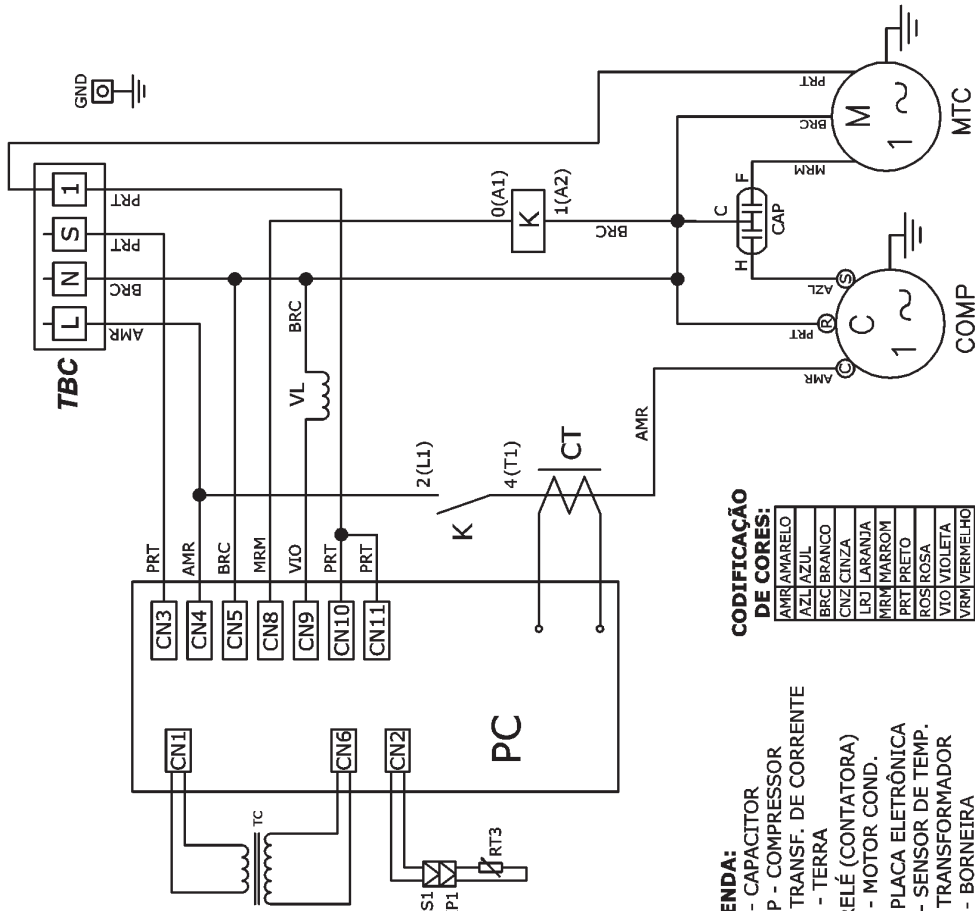 GND
L
N
S
1
TBC
AMR
BRC
PRT
PRT
PRT
AMR
BRC
MRM
VIO
PRT
PRT
CN3
CN4
CN5
CN8
CN9
CN10
CN11
CN1
CN6
CN2
PC
TC
S1
P1
RT3
BRC
VL
0(A1)
K
1(A2)
BRC
2(L1)
K
4(T1)
CT
AMR
C
H
F
CAP
AMR
PRT
AZL
C
R
S
C
1 ~
COMP
MRM
BRC
PRT
M
1 ~
MTC
CODIFICAÇÃO
DE CORES:
AMR AMARELO
AZL AZUL
BRC BRANCO
CNZ CINZA
LRJ LARANJA
MRM MARROM
PRT PRETO
ROS ROSA
VIO VIOLETA
VRM VERMELHO
ENDA:
- CAPACITOR
P - COMPRESSOR
TRANSF. DE CORRENTE
- TERRA
RELÉ (CONTATORA)
- MOTOR COND.
PLACA ELETRÔNICA
- SENSOR DE TEMP.
TRANSFORMADOR
- BORNEIRA